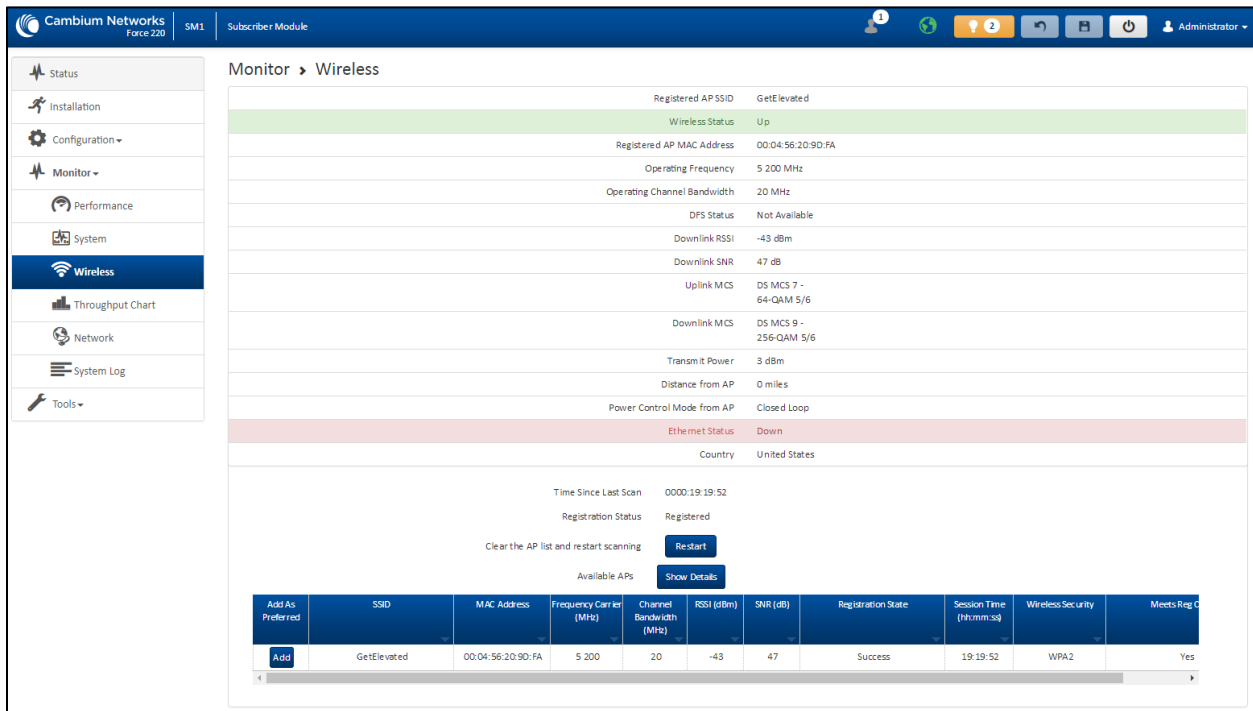 Cambium Networks
Force 220
SM1
Subscriber Module
1
2
Administrator
Status
Installation
Configuration
Monitor
Performance
System
Wireless
Throughput Chart
Network
System Log
Tools
Monitor > Wireless
Registered AP SSID GetElevated
Wireless Status Up
Registered AP MAC Address 00:04:56:20:9D:FA
Operating Frequency 5 200 MHz
Operating Channel Bandwidth 20 MHz
DFS Status Not Available
Downlink RSSI -43 dBm
Downlink SNR 47 dB
Uplink MCS DS MCS 7 -
64-QAM 5/6
Downlink MCS DS MCS 9 -
256-QAM 5/6
Transmit Power 3 dBm
Distance from AP 0 miles
Power Control Mode from AP Closed Loop
Ethernet Status Down
Country United States
Time Since Last Scan 0000:19:19:52
Registration Status Registered
Clear the AP list and restart scanning Restart
Available APs Show Details
Add As Preferred SSID MAC Address Frequency Carrier (MHz) Channel Bandwidth (MHz) RSSI (dBm) SNR (dB) Registration State Session Time (hh:mm:ss) Wireless Security Meets Reg C
Add GetElevated 00:04:56:20:9D:FA 5 200 20 -43 47 Success 19:19:52 WPA2 Yes